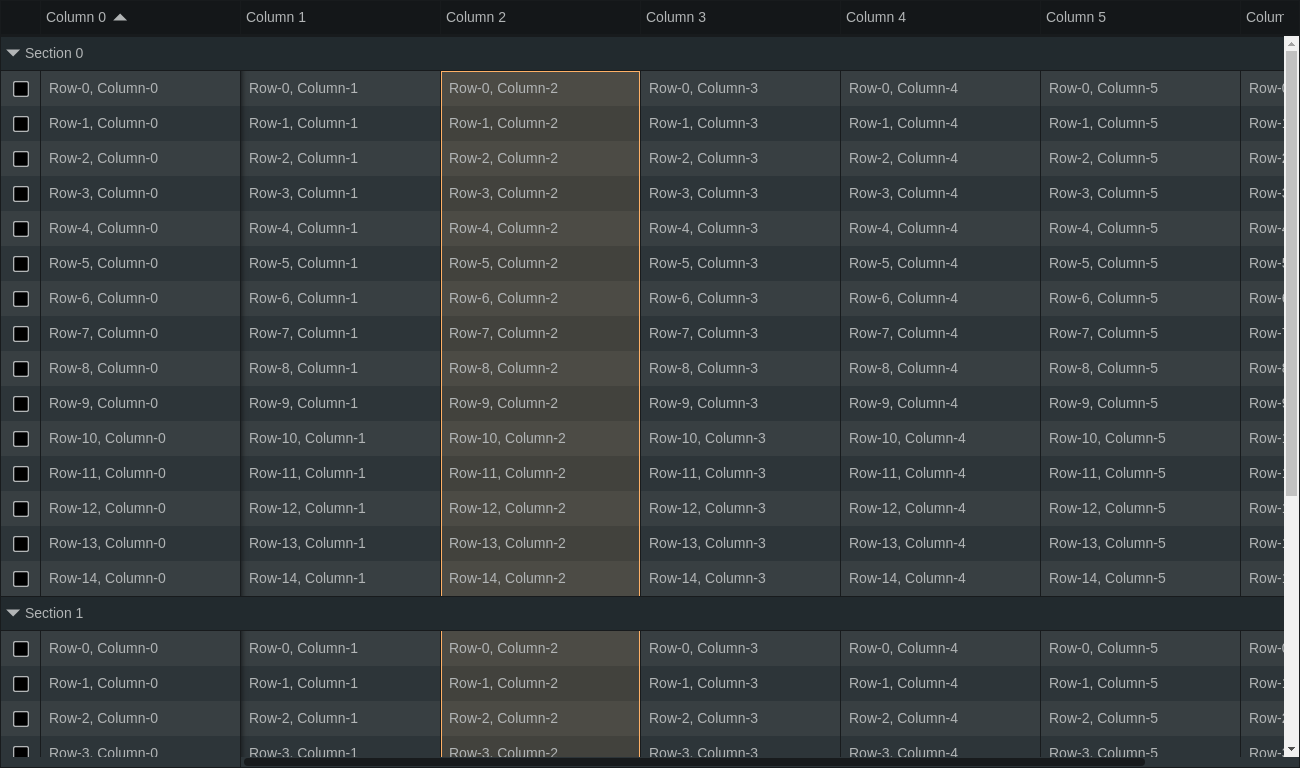 Column 0 Column 1 Column 2 Column 3 Column 4 Column 5 Colum
Section 0
Row-0, Column-0 Row-0, Column-1 Row-0, Column-2 Row-0, Column-3 Row-0, Column-4 Row-0, Column-5 Row-0
Row-1, Column-0 Row-1, Column-1 Row-1, Column-2 Row-1, Column-3 Row-1, Column-4 Row-1, Column-5 Row-1
Row-2, Column-0 Row-2, Column-1 Row-2, Column-2 Row-2, Column-3 Row-2, Column-4 Row-2, Column-5 Row-2
Row-3, Column-0 Row-3, Column-1 Row-3, Column-2 Row-3, Column-3 Row-3, Column-4 Row-3, Column-5 Row-3
Row-4, Column-0 Row-4, Column-1 Row-4, Column-2 Row-4, Column-3 Row-4, Column-4 Row-4, Column-5 Row-4
Row-5, Column-0 Row-5, Column-1 Row-5, Column-2 Row-5, Column-3 Row-5, Column-4 Row-5, Column-5 Row-5
Row-6, Column-0 Row-6, Column-1 Row-6, Column-2 Row-6, Column-3 Row-6, Column-4 Row-6, Column-5 Row-6
Row-7, Column-0 Row-7, Column-1 Row-7, Column-2 Row-7, Column-3 Row-7, Column-4 Row-7, Column-5 Row-7
Row-8, Column-0 Row-8, Column-1 Row-8, Column-2 Row-8, Column-3 Row-8, Column-4 Row-8, Column-5 Row-8
Row-9, Column-0 Row-9, Column-1 Row-9, Column-2 Row-9, Column-3 Row-9, Column-4 Row-9, Column-5 Row-9
Row-10, Column-0 Row-10, Column-1 Row-10, Column-2 Row-10, Column-3 Row-10, Column-4 Row-10, Column-5 Row-1
Row-11, Column-0 Row-11, Column-1 Row-11, Column-2 Row-11, Column-3 Row-11, Column-4 Row-11, Column-5 Row-1
Row-12, Column-0 Row-12, Column-1 Row-12, Column-2 Row-12, Column-3 Row-12, Column-4 Row-12, Column-5 Row-1
Row-13, Column-0 Row-13, Column-1 Row-13, Column-2 Row-13, Column-3 Row-13, Column-4 Row-13, Column-5 Row-1
Row-14, Column-0 Row-14, Column-1 Row-14, Column-2 Row-14, Column-3 Row-14, Column-4 Row-14, Column-5 Row-1
Section 1
Row-0, Column-0 Row-0, Column-1 Row-0, Column-2 Row-0, Column-3 Row-0, Column-4 Row-0, Column-5 Row-0
Row-1, Column-0 Row-1, Column-1 Row-1, Column-2 Row-1, Column-3 Row-1, Column-4 Row-1, Column-5 Row-1
Row-2, Column-0 Row-2, Column-1 Row-2, Column-2 Row-2, Column-3 Row-2, Column-4 Row-2, Column-5 Row-2
Row-3, Column-0 Row-3, Column-1 Row-3, Column-2 Row-3, Column-3 Row-3, Column-4 Row-3, Column-5 Row-3